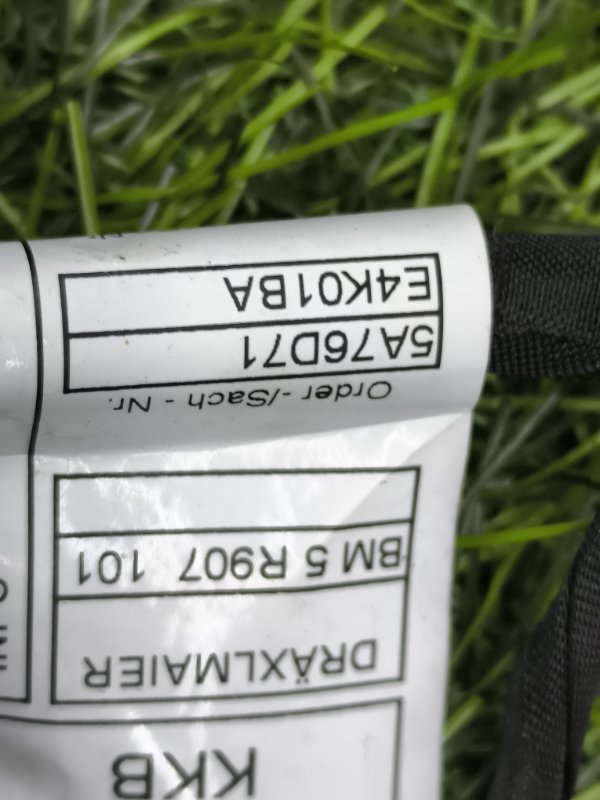 KKB
DRÄXLMAIER
BM 5 R907 101
Order -/Sach - Nr.
5A76D71
E4K01BA